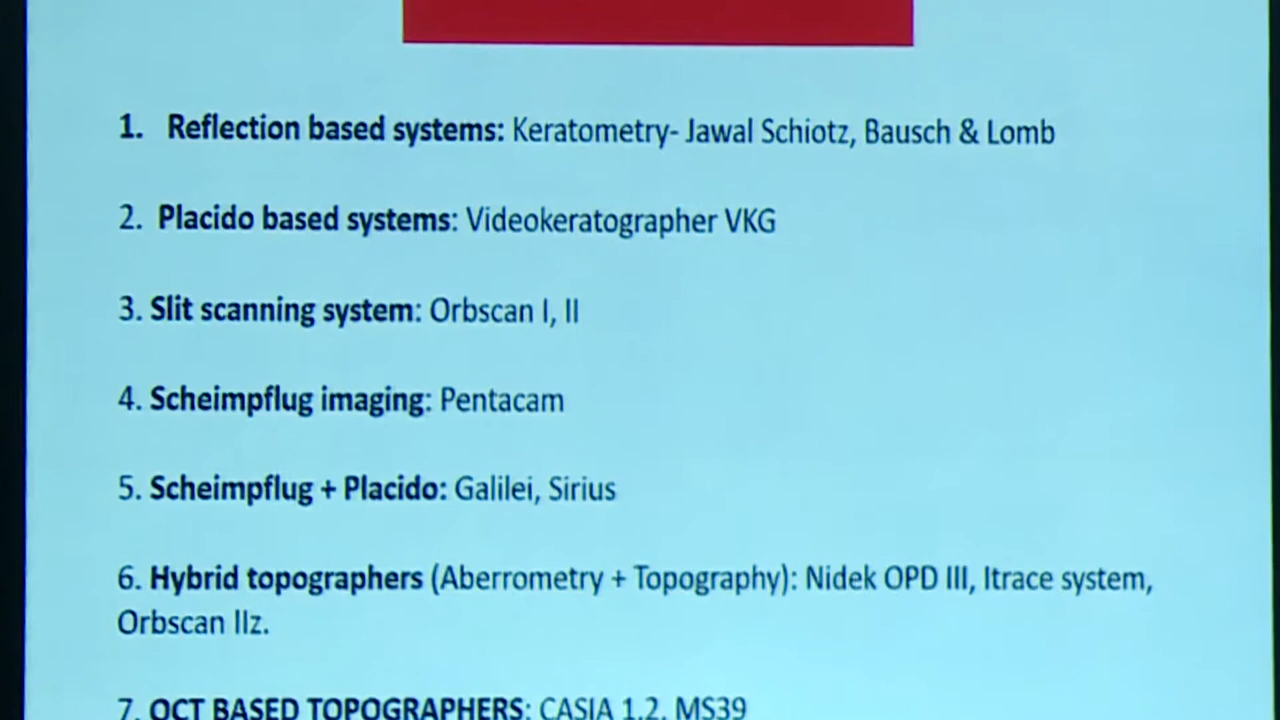 1. Reflection based systems: Keratometry- Jawal Schiotz, Bausch & Lomb
2. Placido based systems: Videokeratographer VKG
3. Slit scanning system: Orbscan I, II
4. Scheimpflug imaging: Pentacam
5. Scheimpflug + Placido: Galilei, Sirius
6. Hybrid topographers (Aberrometry + Topography): Nidek OPD III, Itrace system,
Orbscan IIz.
7. OCT BASED TOPOGRAPHERS: CASIA 1,2, MS39